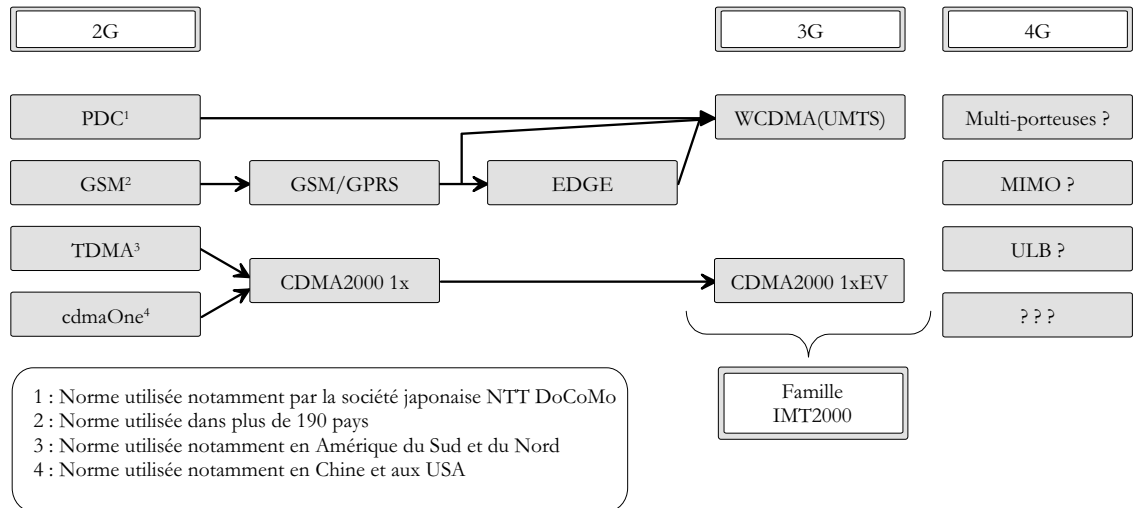 2G
3G
4G
PDC¹
WCDMA(UMTS)
Multi-porteuses ?
GSM²
GSM/GPRS
EDGE
MIMO ?
TDMA³
ULB ?
CDMA2000 1x
CDMA2000 1xEV
cdmaOne⁴
? ? ?
Famille
IMT2000
1 : Norme utilisée notamment par la société japonaise NTT DoCoMo
2 : Norme utilisée dans plus de 190 pays
3 : Norme utilisée notamment en Amérique du Sud et du Nord
4 : Norme utilisée notamment en Chine et aux USA